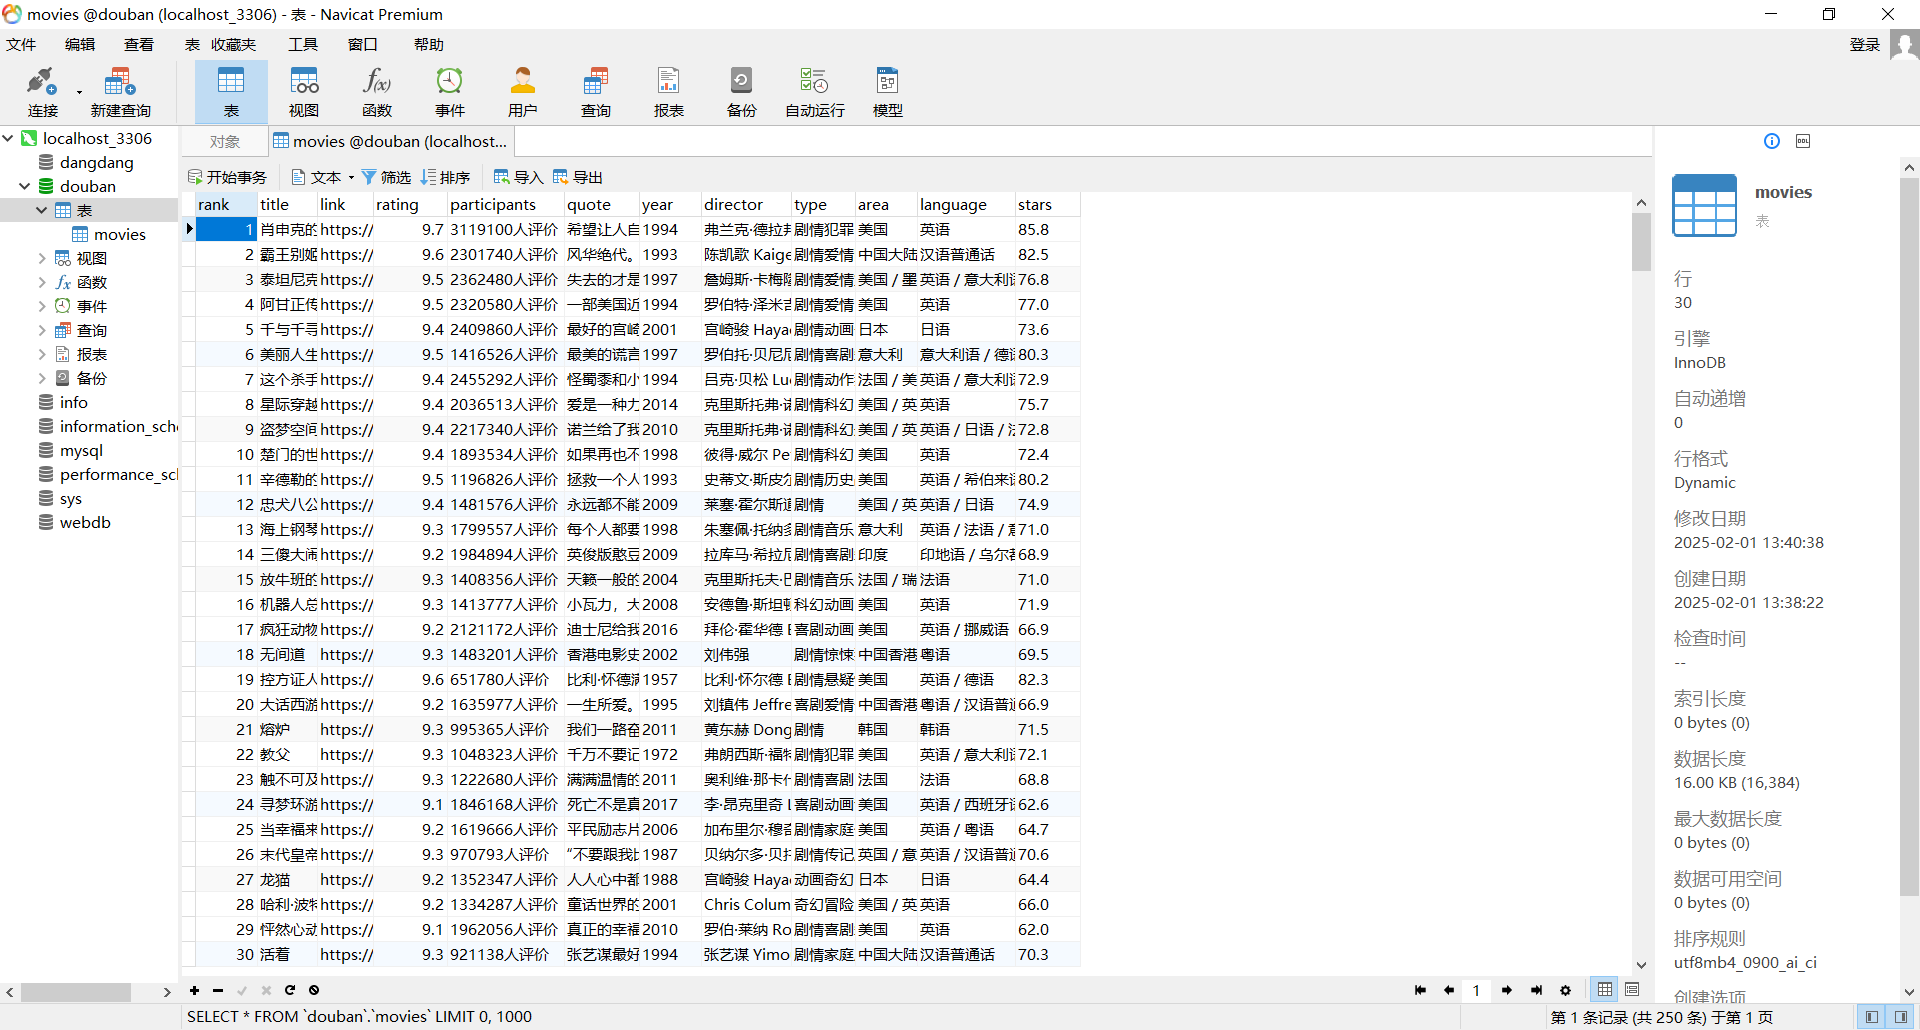 movies @douban (localhost_3306) - 表 - Navicat Premium
文件 编辑 查看 表 收藏夹 工具 窗口 帮助 登录
连接 新建查询 表 视图 函数 事件 用户 查询 报表 备份 自动运行 模型
localhost_3306
dangdang
douban
表
movies
视图
函数
事件
查询
报表
备份
info
information_sch
mysql
performance_scl
sys
webdb
对象 movies @douban (localhost...
开始事务 文本 筛选 排序 导入 导出
rank title link rating participants quote year director type area language stars
1 肖申克的 https:// 9.7 3119100人评价 希望让人自 1994 弗兰克·德拉邦 剧情犯罪 美国 英语 85.8
2 霸王别姬 https:// 9.6 2301740人评价 风华绝代。 1993 陈凯歌 Kaige 剧情爱情 中国大陆 汉语普通话 82.5
3 泰坦尼克 https:// 9.5 2362480人评价 失去的才是 1997 詹姆斯·卡梅隆 剧情爱情 美国 / 墨 英语 / 意大利语 76.8
4 阿甘正传 https:// 9.5 2320580人评价 一部美国近 1994 罗伯特·泽米吉 剧情爱情 美国 英语 77.0
5 千与千寻 https:// 9.4 2409860人评价 最好的宫崎 2001 宫崎骏 Hayao 剧情动画 日本 日语 73.6
6 美丽人生 https:// 9.5 1416526人评价 最美的谎言 1997 罗伯托·贝尼尼 剧情喜剧 意大利 意大利语 / 德语 80.3
7 这个杀手 https:// 9.4 2455292人评价 怪蜀黍和小 1994 吕克·贝松 Luc 剧情动作 法国 / 美 英语 / 意大利语 72.9
8 星际穿越 https:// 9.4 2036513人评价 爱是一种力 2014 克里斯托弗·诺 剧情科幻 美国 / 英 英语 75.7
9 盗梦空间 https:// 9.4 2217340人评价 诺兰给了我 2010 克里斯托弗·诺 剧情科幻 美国 / 英 英语 / 日语 / 法 72.8
10 楚门的世 https:// 9.4 1893534人评价 如果再也不 1998 彼得·威尔 Pe 剧情科幻 美国 英语 72.4
11 辛德勒的 https:// 9.5 1196826人评价 拯救一个人 1993 史蒂文·斯皮尔 剧情历史 美国 英语 / 希伯来语 80.2
12 忠犬八公 https:// 9.4 1481576人评价 永远都不能 2009 莱塞·霍尔斯道 剧情 美国 / 英 英语 / 日语 74.9
13 海上钢琴 https:// 9.3 1799557人评价 每个人都要 1998 朱塞佩·托纳多 剧情音乐 意大利 英语 / 法语 / 意 71.0
14 三傻大闹 https:// 9.2 1984894人评价 英俊版憨豆 2009 拉库马·希拉尼 剧情喜剧 印度 印地语 / 乌尔都 68.9
15 放牛班的 https:// 9.3 1408356人评价 天籁一般的 2004 克里斯托夫·巴 剧情音乐 法国 / 瑞 法语 71.0
16 机器人总 https:// 9.3 1413777人评价 小瓦力，大 2008 安德鲁·斯坦顿 科幻动画 美国 英语 71.9
17 疯狂动物 https:// 9.2 2121172人评价 迪士尼给我 2016 拜伦·霍华德 喜剧动画 美国 英语 / 挪威语 66.9
18 无间道 https:// 9.3 1483201人评价 香港电影史 2002 刘伟强 剧情惊悚 中国香港 粤语 69.5
19 控方证人 https:// 9.6 651780人评价 比利·怀德满 1957 比利·怀尔德 剧情悬疑 美国 英语 / 德语 82.3
20 大话西游 https:// 9.2 1635977人评价 一生所爱。 1995 刘镇伟 Jeffre 喜剧爱情 中国香港 粤语 / 汉语普通 66.9
21 熔炉 https:// 9.3 995365人评价 我们一路奋 2011 黄东赫 Dong 剧情 韩国 韩语 71.5
22 教父 https:// 9.3 1048323人评价 千万不要记 1972 弗朗西斯·福特 剧情犯罪 美国 英语 / 意大利语 72.1
23 触不可及 https:// 9.3 1222680人评价 满满温情的 2011 奥利维·那卡什 剧情喜剧 法国 法语 68.8
24 寻梦环游 https:// 9.1 1846168人评价 死亡不是真 2017 李·昂克里奇 L 喜剧动画 美国 英语 / 西班牙语 62.6
25 当幸福来 https:// 9.2 1619666人评价 平民励志片 2006 加布里尔·穆奇 剧情家庭 美国 英语 / 粤语 64.7
26 末代皇帝 https:// 9.3 970793人评价 “不要跟我比 1987 贝纳尔多·贝托 剧情传记 英国 / 意 英语 / 汉语普通 70.6
27 龙猫 https:// 9.2 1352347人评价 人人心中都 1988 宫崎骏 Hayao 动画奇幻 日本 日语 64.4
28 哈利·波特 https:// 9.2 1334287人评价 童话世界的 2001 Chris Colum 奇幻冒险 美国 / 英 英语 66.0
29 怦然心动 https:// 9.1 1962056人评价 真正的幸福 2010 罗伯·莱纳 Ro 剧情喜剧 美国 英语 62.0
30 活着 https:// 9.3 921138人评价 张艺谋最好 1994 张艺谋 Yimo 剧情家庭 中国大陆 汉语普通话 70.3
1
SELECT * FROM `douban`.`movies` LIMIT 0, 1000
第 1 条记录 (共 250 条) 于第 1 页
DDL
movies
表
行
30
引擎
InnoDB
自动递增
0
行格式
Dynamic
修改日期
2025-02-01 13:40:38
创建日期
2025-02-01 13:38:22
检查时间
--
索引长度
0 bytes (0)
数据长度
16.00 KB (16,384)
最大数据长度
0 bytes (0)
数据可用空间
0 bytes (0)
排序规则
utf8mb4_0900_ai_ci
创建选项